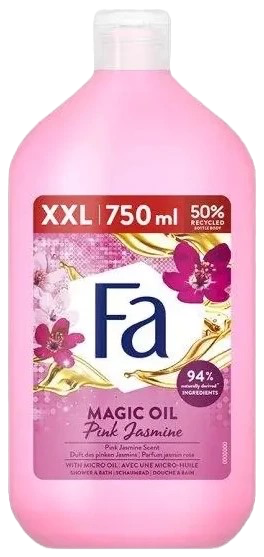 XXL | 750 ml
50%
RECYCLED
BOTTLE BODY
Fa
94%
naturally derived*
INGREDIENTS
MAGIC OIL
Pink Jasmine
Pink Jasmine Scent
Duft des pinken Jasmins | Parfum jasmin rose
WITH MICRO OIL | AVEC UNE MICRO-HUILE
SHOWER & BATH | SCHAUMBAD | DOUCHE & BAIN